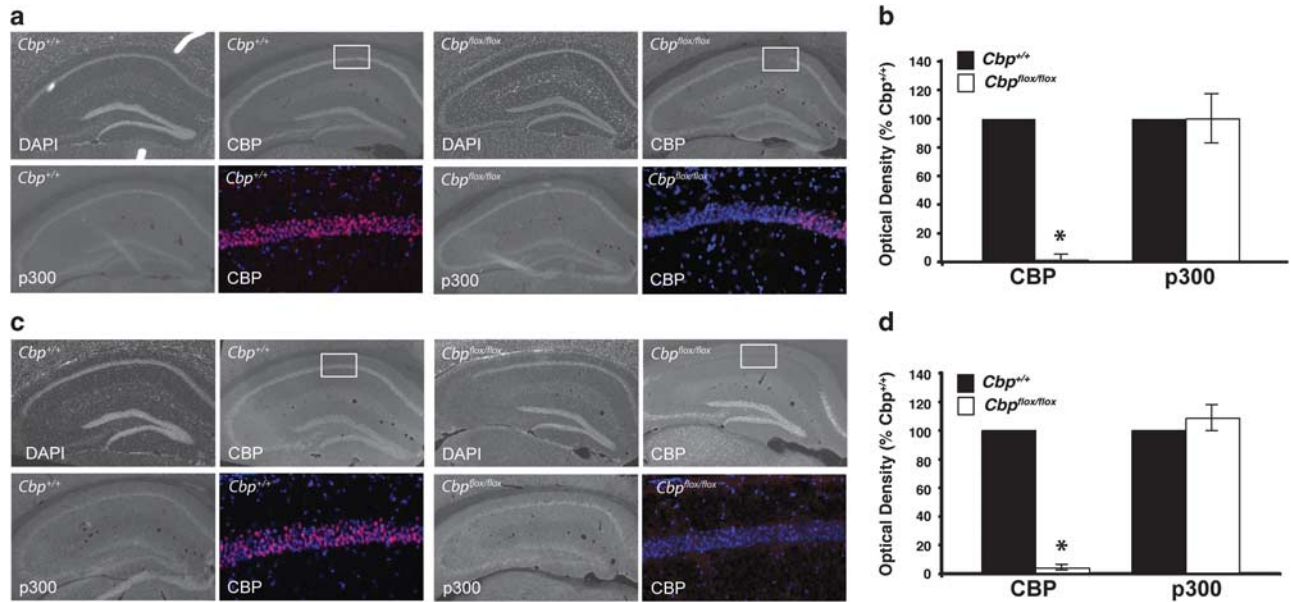 a
Cbp+/+
Cbp+/+
Cbpflox/flox
Cbpflox/flox
DAPI
CBP
DAPI
CBP
Cbp+/+
Cbp+/+
Cbpflox/flox
Cbpflox/flox
p300
CBP
p300
CBP
b
Cbp+/+
Cbpflox/flox
Optical Density (% Cbp+/+)
140
120
100
80
60
40
20
0
*
CBP
p300
c
Cbp+/+
Cbp+/+
Cbpflox/flox
Cbpflox/flox
DAPI
CBP
DAPI
CBP
Cbp+/+
Cbp+/+
Cbpflox/flox
Cbpflox/flox
p300
CBP
p300
CBP
d
Cbp+/+
Cbpflox/flox
Optical Density (% Cbp+/+)
140
120
100
80
60
40
20
0
*
CBP
p300